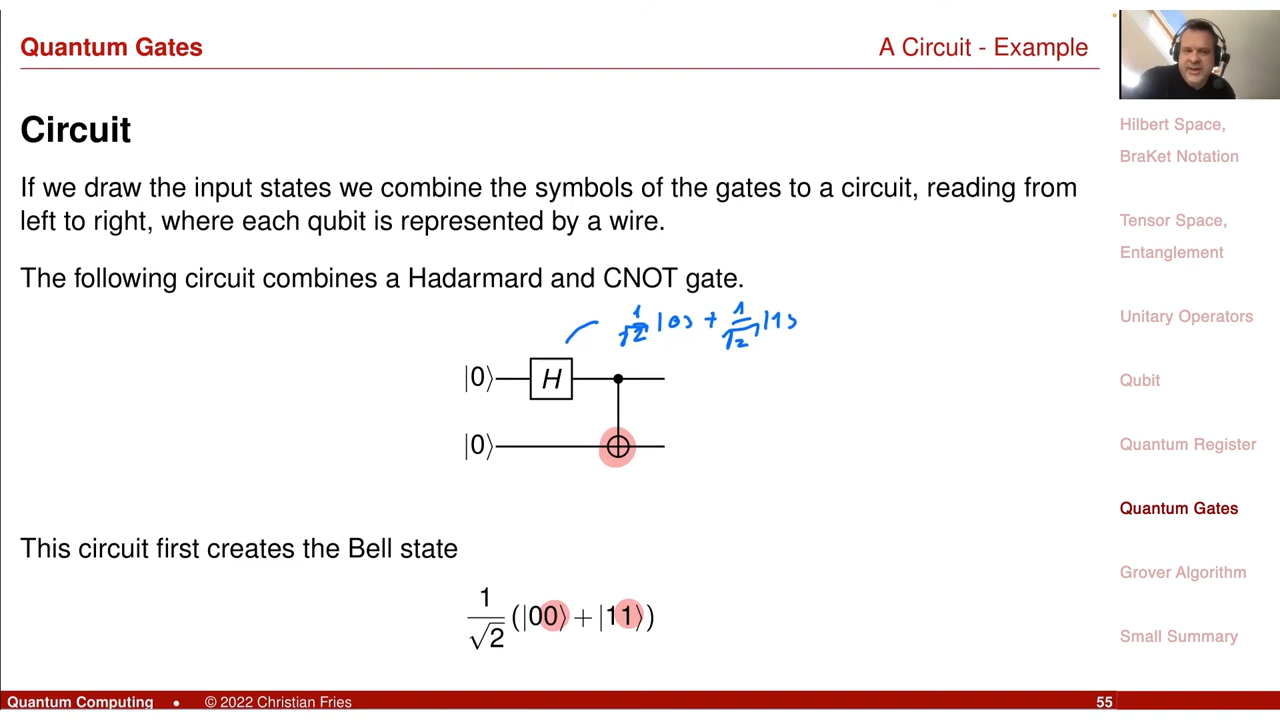 Quantum Gates
A Circuit - Example
Circuit
If we draw the input states we combine the symbols of the gates to a circuit, reading from
left to right, where each qubit is represented by a wire.
The following circuit combines a Hadarmard and CNOT gate.
1/√2 |0⟩ + 1/√2 |1⟩
|0⟩ H
|0⟩
This circuit first creates the Bell state
1/√2 (|00⟩ + |11⟩)
Hilbert Space,
BraKet Notation
Tensor Space,
Entanglement
Unitary Operators
Qubit
Quantum Register
Quantum Gates
Grover Algorithm
Small Summary
Quantum Computing • © 2022 Christian Fries 55